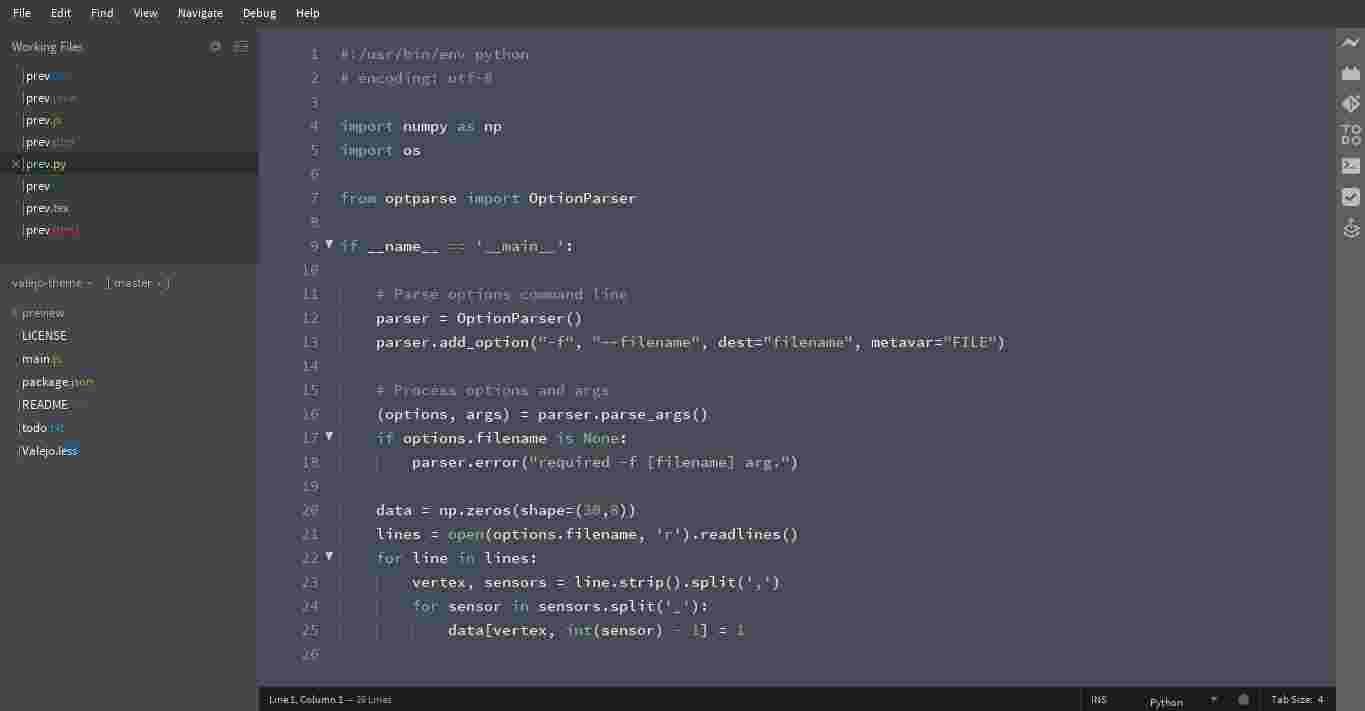 File Edit Find View Navigate Debug Help
Working Files
prev
prev.java
prev.js
prev
prev.py
prev
prev.tex
prev.html
valejo-theme [ master ]
preview
LICENSE
main.js
package.json
README
todo.txt
Valejo.less
1 #!/usr/bin/env python
2 # encoding: utf-8
3
4 import numpy as np
5 import os
6
7 from optparse import OptionParser
8
9 if __name__ == '__main__':
10
11 # Parse options command line
12 parser = OptionParser()
13 parser.add_option("-f", "--filename", dest="filename", metavar="FILE")
14
15 # Process options and args
16 (options, args) = parser.parse_args()
17 if options.filename is None:
18 parser.error("required -f [filename] arg.")
19
20 data = np.zeros(shape=(30,8))
21 lines = open(options.filename, 'r').readlines()
22 for line in lines:
23 vertex, sensors = line.strip().split(',')
24 for sensor in sensors.split('_'):
25 data[vertex, int(sensor) - 1] = 1
26
TO
DO
Line 1, Column 1 — 26 Lines INS Python Tab Size: 4